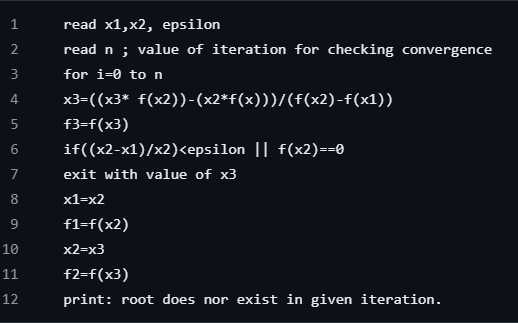 1 read x1,x2, epsilon
2 read n ; value of iteration for checking convergence
3 for i=0 to n
4 x3=((x3* f(x2))-(x2*f(x)))/(f(x2)-f(x1))
5 f3=f(x3)
6 if((x2-x1)/x2)<epsilon || f(x2)==0
7 exit with value of x3
8 x1=x2
9 f1=f(x2)
10 x2=x3
11 f2=f(x3)
12 print: root does nor exist in given iteration.